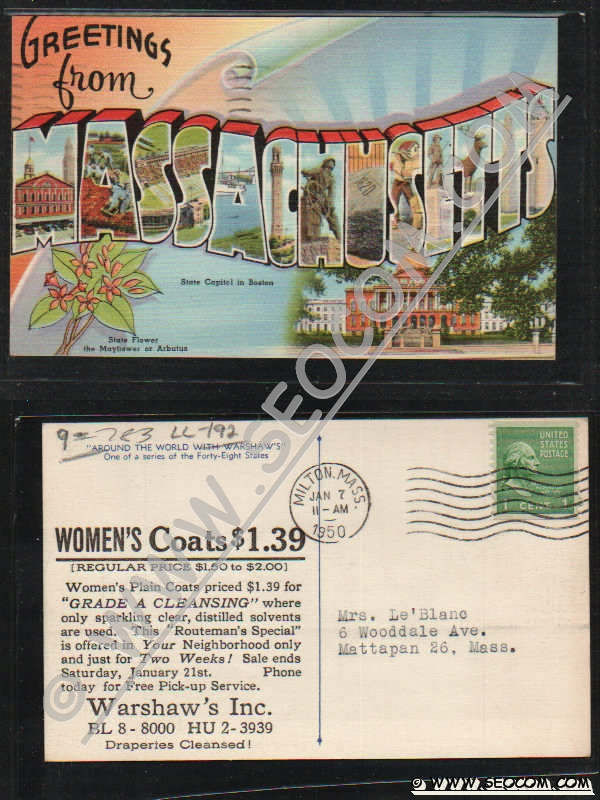 GREETINGS
from
MASSACHUSETTS
State Capitol in Boston
State Flower
the Mayflower or Arbutus
© WWW.SEOCOM.COM
"AROUND THE WORLD WITH WARSHAW'S"
One of a series of the Forty-Eight States
UNITED
STATES
POSTAGE
1 CENT 1
MILTON, MASS.
JAN 7
11-AM
1950
WOMEN'S Coats $1.39
[REGULAR PRICE $1.50 to $2.00]
Women's Plain Coats priced $1.39 for
"GRADE A CLEANSING" where
only sparkling clear, distilled solvents
are used. This "Routeman's Special"
is offered in Your Neighborhood only
and just for Two Weeks! Sale ends
Saturday, January 21st. Phone
today for Free Pick-up Service.
Warshaw's Inc.
BL 8 - 8000 HU 2 - 3939
Draperies Cleansed!
Mrs. Le'Blanc
6 Wooddale Ave.
Mattapan 26, Mass.
© WWW.SEOCOM.COM